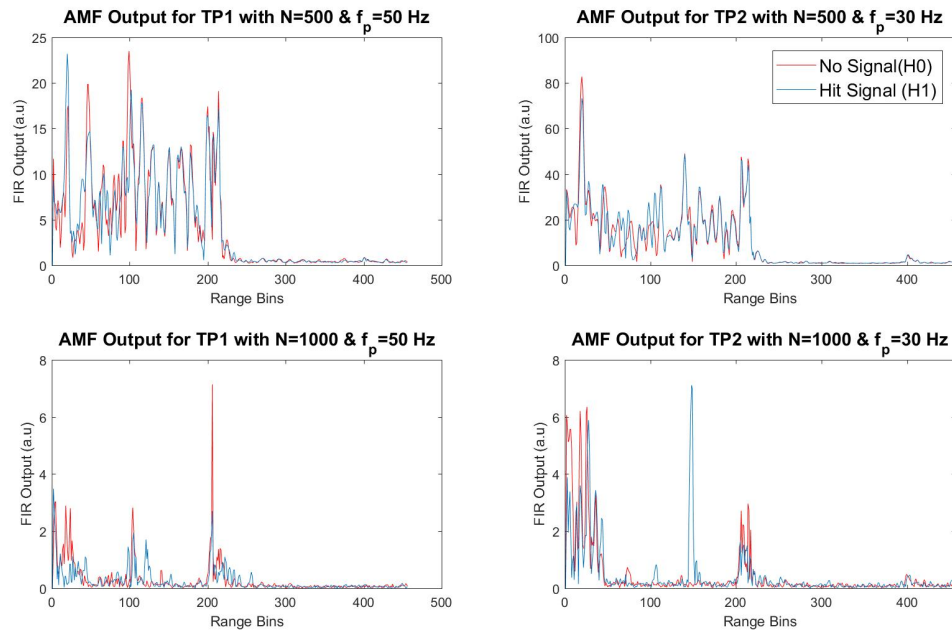 AMF Output for TP1 with N=500 & f_p=50 Hz
25
20
15
10
5
0
FIR Output (a.u)
0 100 200 300 400 500
Range Bins
AMF Output for TP2 with N=500 & f_p=30 Hz
100
80
60
40
20
0
FIR Output (a.u)
No Signal(H0)
Hit Signal (H1)
0 100 200 300 400
Range Bins
AMF Output for TP1 with N=1000 & f_p=50 Hz
8
6
4
2
0
FIR Output (a.u)
0 100 200 300 400 500
Range Bins
AMF Output for TP2 with N=1000 & f_p=30 Hz
8
6
4
2
0
FIR Output (a.u)
0 100 200 300 400
Range Bins